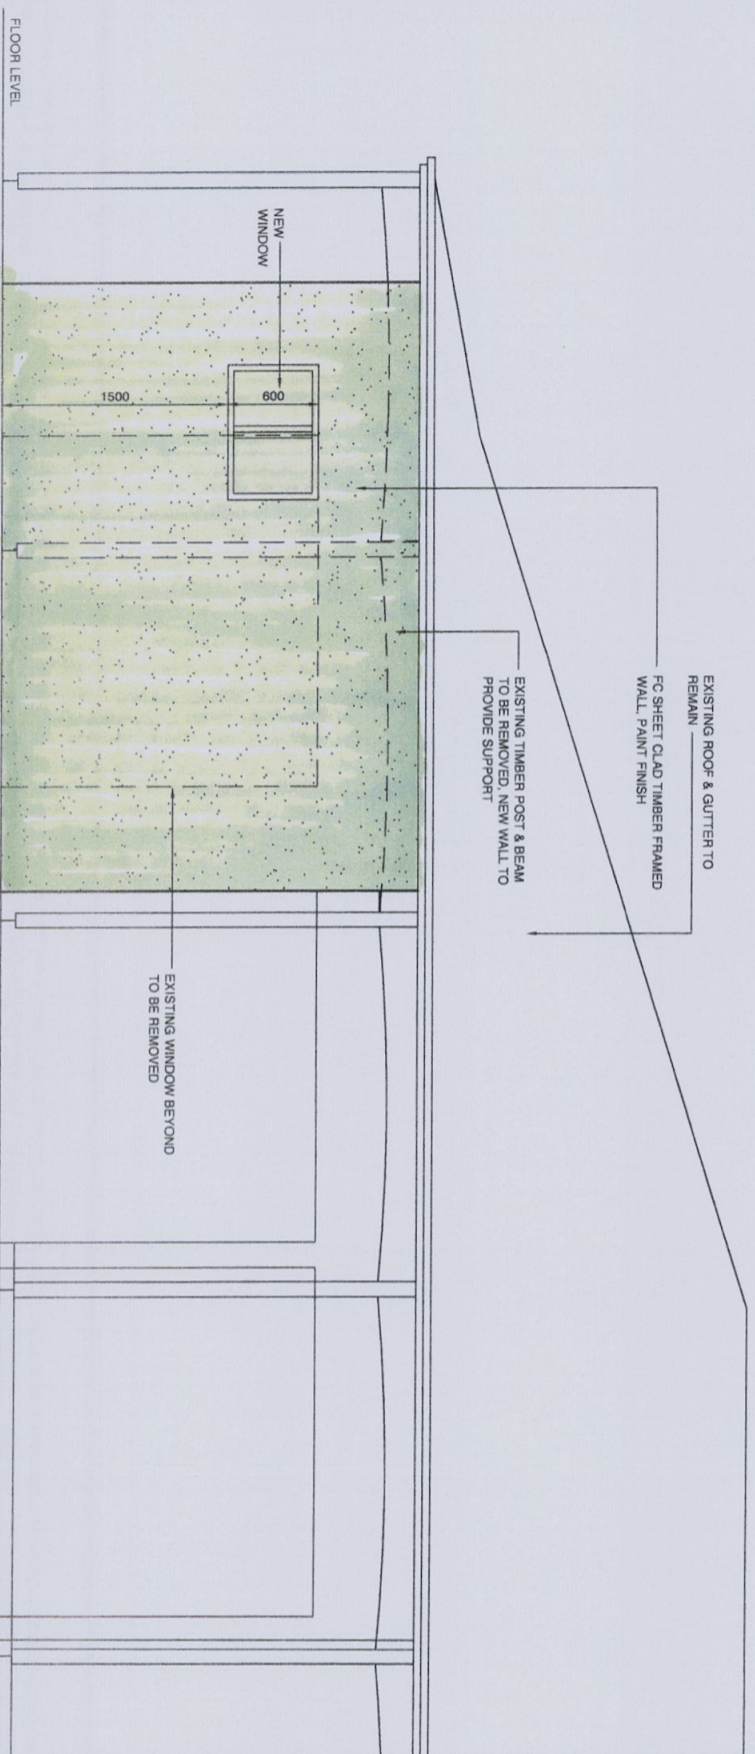 EXISTING ROOF & GUTTER TO
REMAIN
FC SHEET CLAD TIMBER FRAMED
WALL, PAINT FINISH
EXISTING TIMBER POST & BEAM
TO BE REMOVED, NEW WALL TO
PROVIDE SUPPORT
NEW
WINDOW
600
1500
EXISTING WINDOW BEYOND
TO BE REMOVED
FLOOR LEVEL